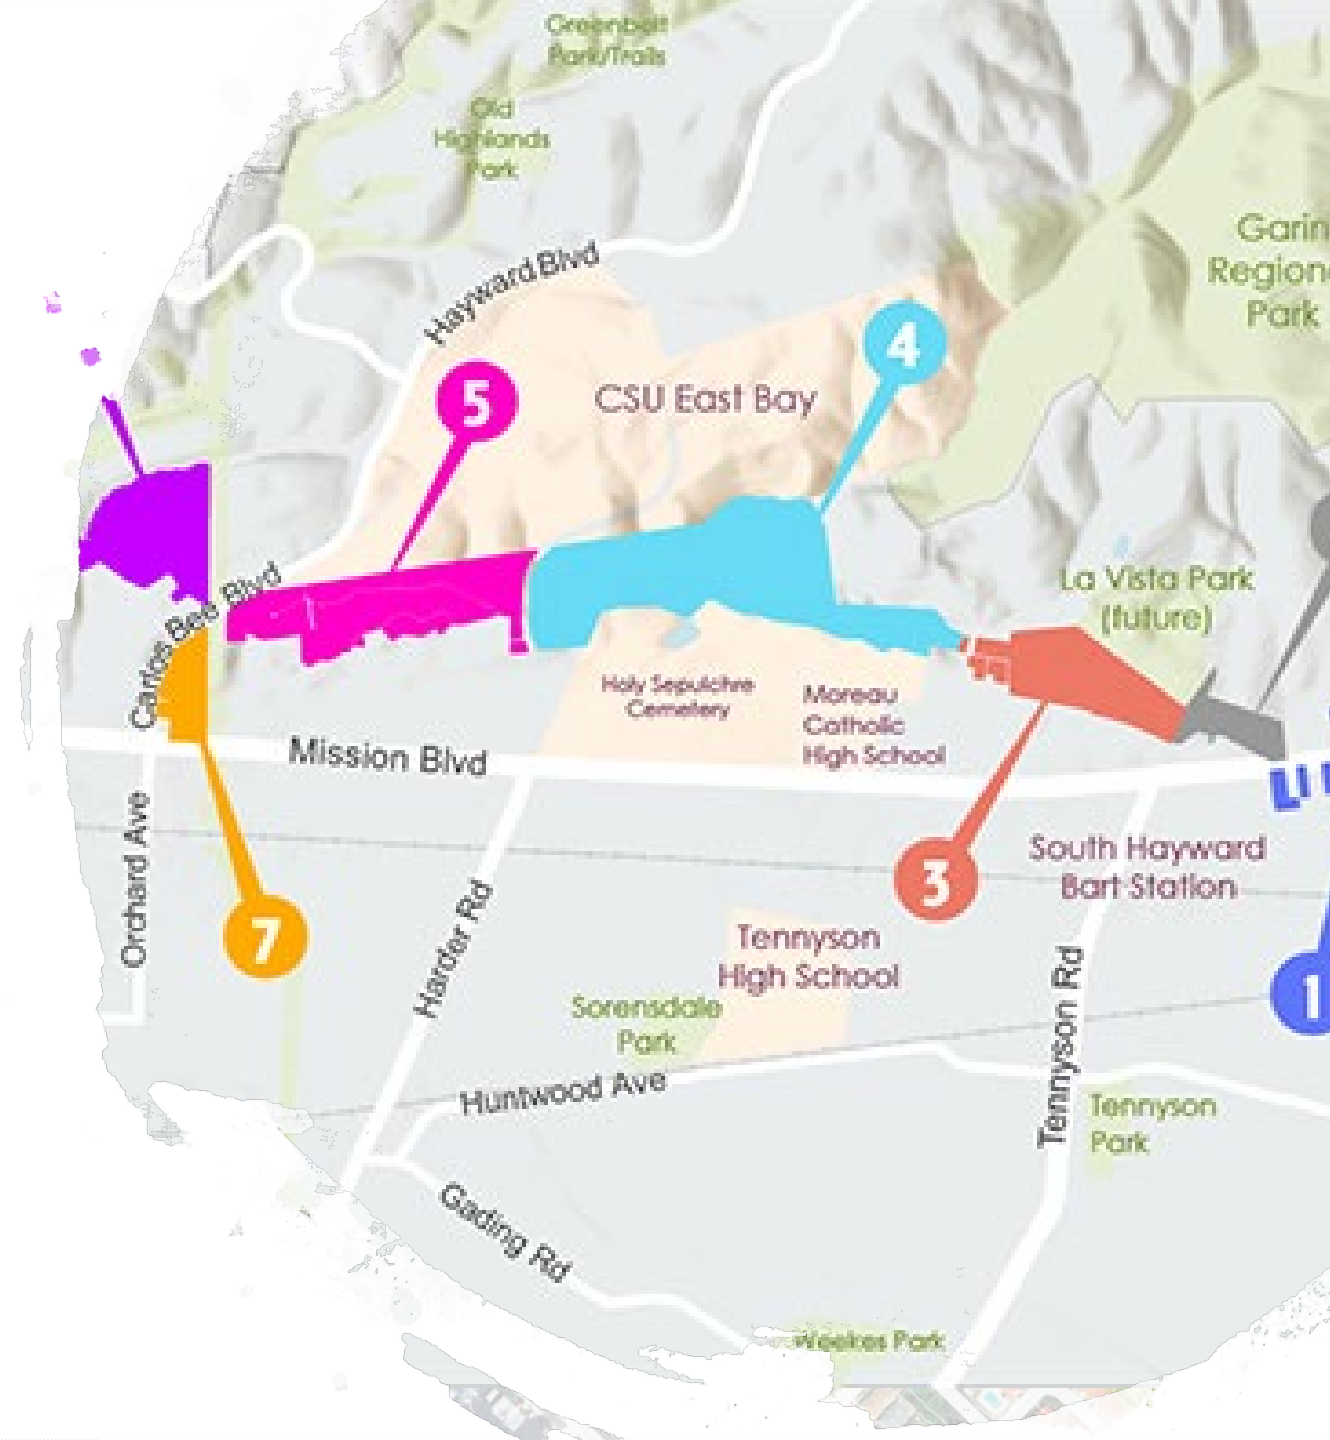 Greenbelt
Park/Trails
Old
Highlands
Park
Garin
Park
Hayward Blvd
4
5
CSU East Bay
La Vista Park
(future)
Carlos Bee Blvd
Holy Sepulchre
Cemetery
Moreau
Catholic
High School
Mission Blvd
Orchard Ave
South Hayward
Bart Station
3
7
Harder Rd
Tennyson
High School
Sorensdale
Park
1
Tennyson Rd
Huntwood Ave
Tennyson
Park
Gading Rd
Weekes Park